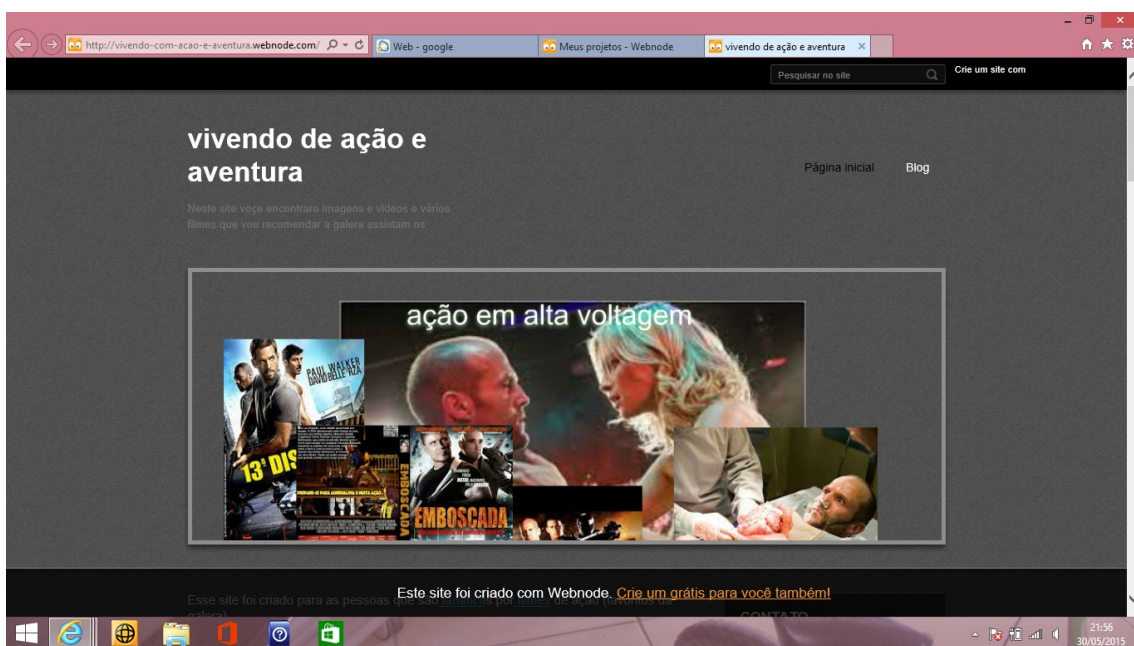 http://vivendo-com-acao-e-aventura.webnode.com/
Web - google
Meus projetos - Webnode
vivendo de ação e aventura
Pesquisar no site
Crie um site com
vivendo de ação e
aventura
Página inicial
Blog
Neste site voçe encontrara imagens e videos e vários
filmes que vou recomendar a galera assistam os
ação em alta voltagem
PAUL WALKER
DAVID BELLE RZA
13º DIS
EMBOSCADA
EMBOSCADA
Este site foi criado com Webnode. Crie um grátis para você também!
Esse site foi criado para as pessoas que são fanáticas por filmes de ação (favoritos da
galera)
CONTATO
21:56
30/05/2015